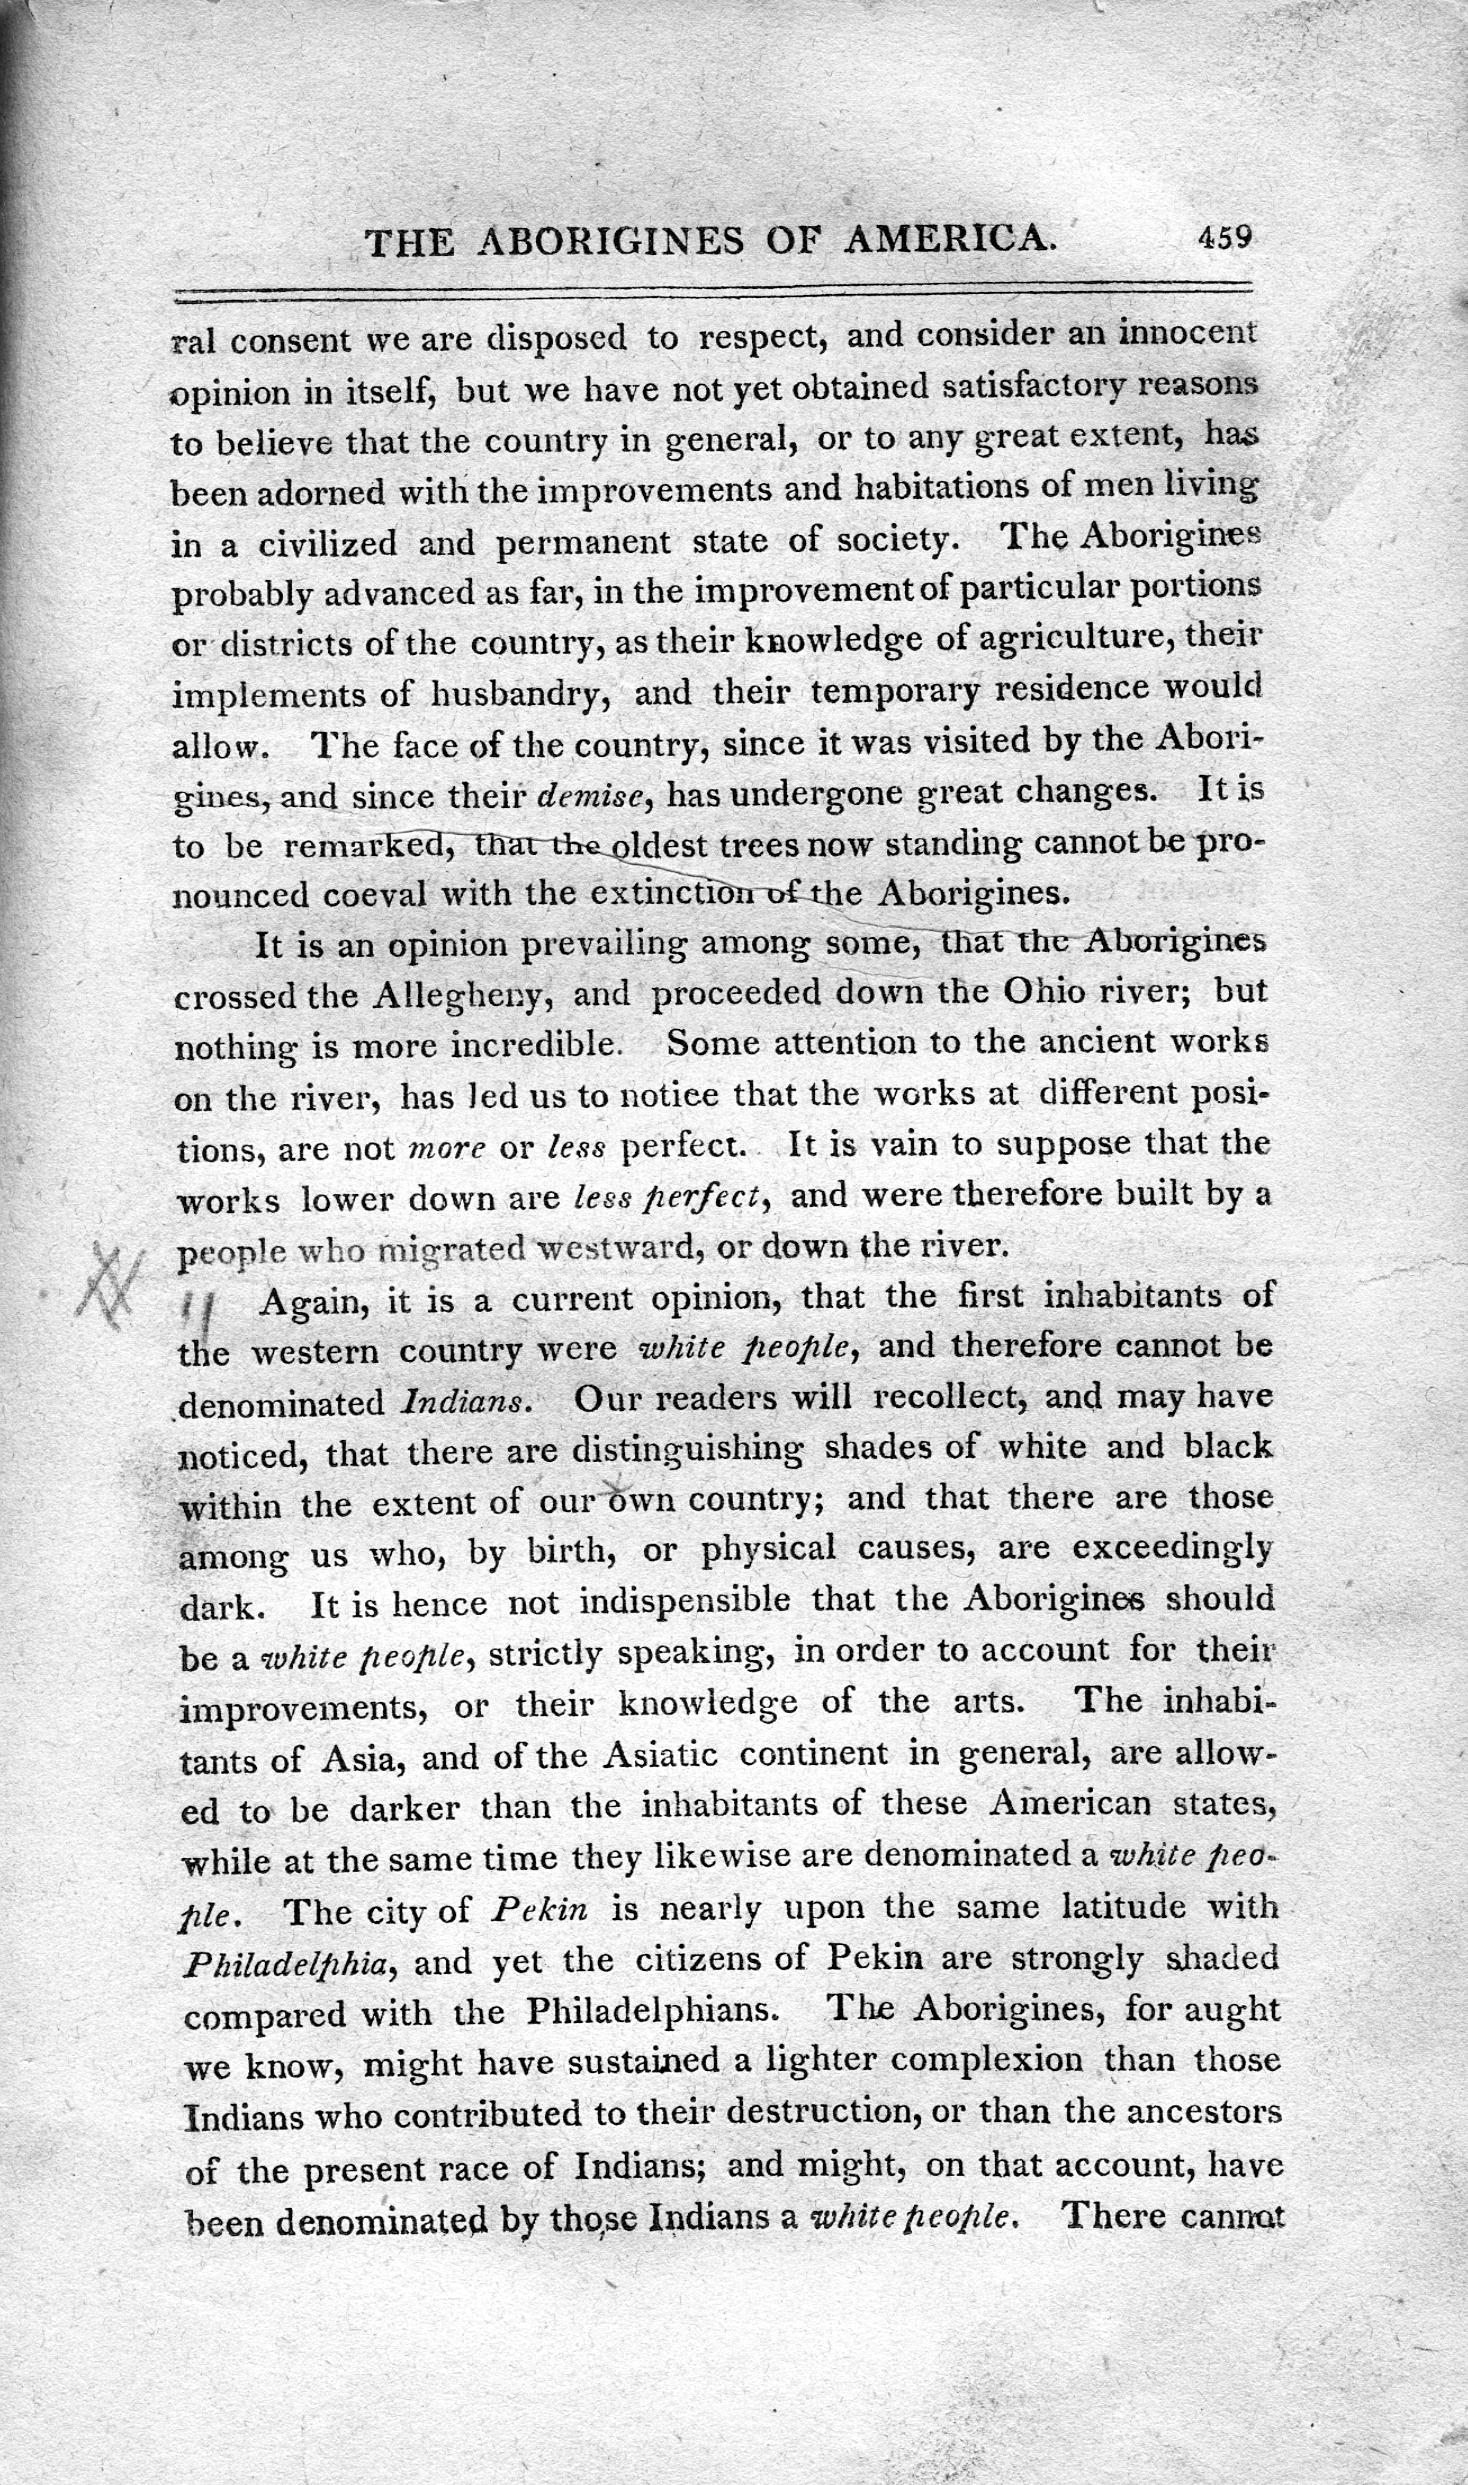 THE ABORIGINES OF AMERICA. 459
ral consent we are disposed to respect, and consider an innocent
opinion in itself, but we have not yet obtained satisfactory reasons
to believe that the country in general, or to any great extent, has
been adorned with the improvements and habitations of men living
in a civilized and permanent state of society. The Aborigines
probably advanced as far, in the improvement of particular portions
or districts of the country, as their knowledge of agriculture, their
implements of husbandry, and their temporary residence would
allow. The face of the country, since it was visited by the Abori-
gines, and since their demise, has undergone great changes. It is
to be remarked, that the oldest trees now standing cannot be pro-
nounced coeval with the extinction of the Aborigines.
It is an opinion prevailing among some, that the Aborigines
crossed the Allegheny, and proceeded down the Ohio river; but
nothing is more incredible. Some attention to the ancient works
on the river, has led us to notice that the works at different posi-
tions, are not more or less perfect. It is vain to suppose that the
works lower down are less perfect, and were therefore built by a
people who migrated westward, or down the river.
Again, it is a current opinion, that the first inhabitants of
the western country were white people, and therefore cannot be
denominated Indians. Our readers will recollect, and may have
noticed, that there are distinguishing shades of white and black
within the extent of our own country; and that there are those
among us who, by birth, or physical causes, are exceedingly
dark. It is hence not indispensible that the Aborigines should
be a white people, strictly speaking, in order to account for their
improvements, or their knowledge of the arts. The inhabi-
tants of Asia, and of the Asiatic continent in general, are allow-
ed to be darker than the inhabitants of these American states,
while at the same time they likewise are denominated a white peo-
ple. The city of Pekin is nearly upon the same latitude with
Philadelphia, and yet the citizens of Pekin are strongly shaded
compared with the Philadelphians. The Aborigines, for aught
we know, might have sustained a lighter complexion than those
Indians who contributed to their destruction, or than the ancestors
of the present race of Indians; and might, on that account, have
been denominated by those Indians a white people. There cannot